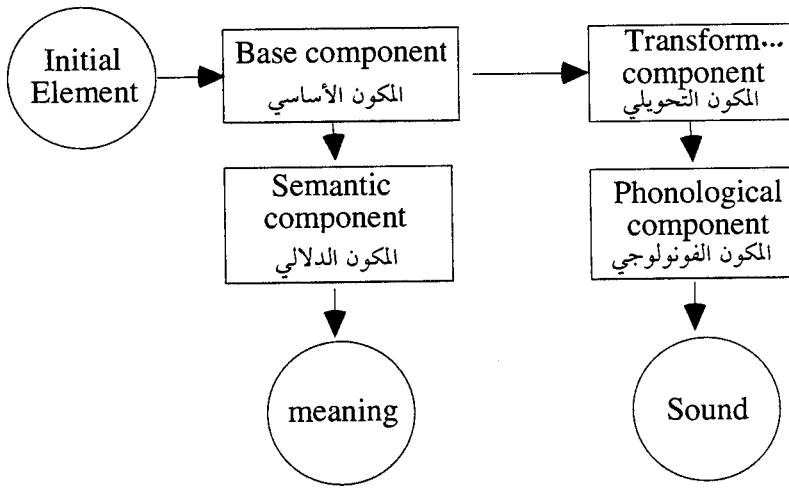 Initial
Element
Base component
المكون الأساسي
Transform...
component
المكون التحويلي
Semantic
component
المكون الدلالي
Phonological
component
المكون الفونولوجي
meaning
Sound